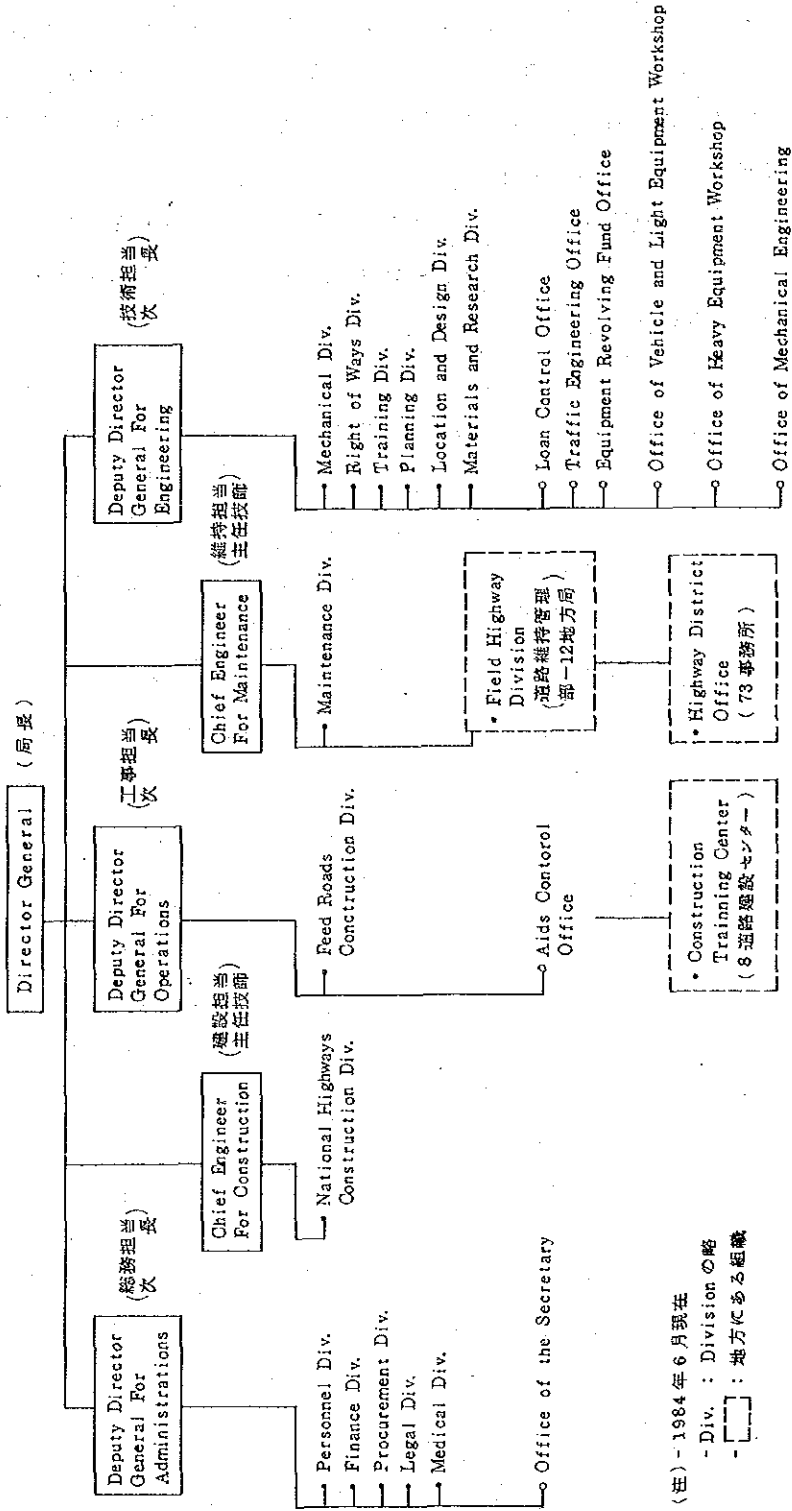 Director General (局長)
Deputy Director
General For
Administrations
(総務担当
次長)
Chief Engineer
For Construction
(建設担当
主任技師)
Deputy Director
General For
Operations
(工事担当
次長)
Chief Engineer
For Maintenance
(維持担当
主任技師)
Deputy Director
General For
Engineering
(技術担当
次長)
Personnel Div.
Finance Div.
Procurement Div.
Legal Div.
Medical Div.
Office of the Secretary
National Highways
Construction Div.
Feed Roads
Conctruction Div.
Aids Contorol
Office
• Construction
Trainning Center
(8道路建設センター)
Maintenance Div.
• Field Highway
Division
(道路維持管理
部-12地方局)
• Highway District
Office
(73事務所)
Mechanical Div.
Right of Ways Div.
Training Div.
Planning Div.
Location and Design Div.
Materials and Research Div.
Loan Control Office
Traffic Engineering Office
Equipment Revolving Fund Office
Office of Vehicle and Light Equipment Workshop
Office of Heavy Equipment Workshop
Office of Mechanical Engineering
(注)-1984年6月現在
- Div. : Divisionの略
- : 地方にある組織